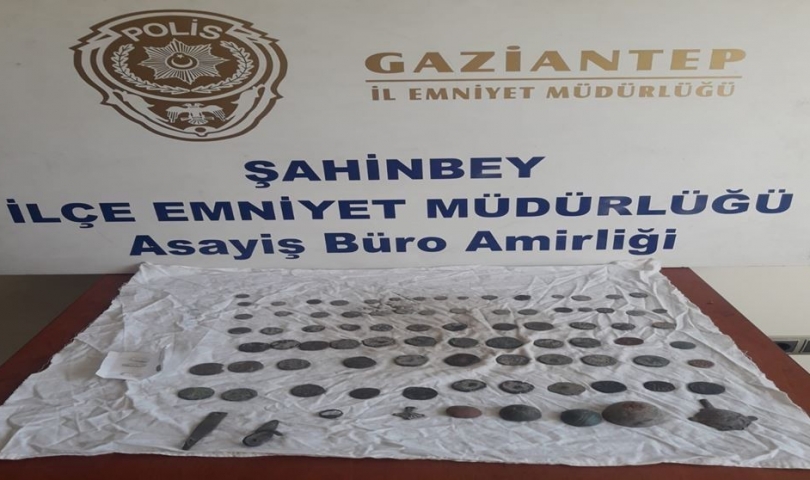 POLİS
GAZİANTEP
İL EMNİYET MÜDÜRLÜĞÜ
ŞAHİNBEY
İLÇE EMNİYET MÜDÜRLÜĞÜ
Asayiş Büro Amirliği